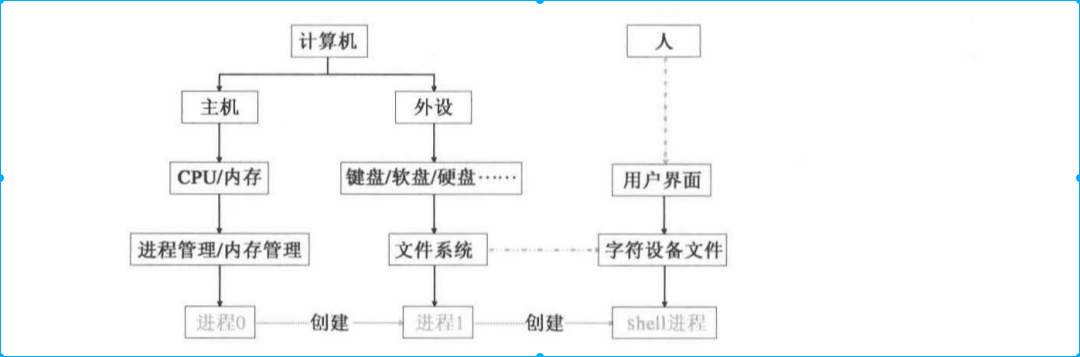 计算机
人
主机
外设
CPU/内存
键盘/软盘/硬盘……
用户界面
进程管理/内存管理
文件系统
字符设备文件
进程0
创建
进程1
创建
shell进程